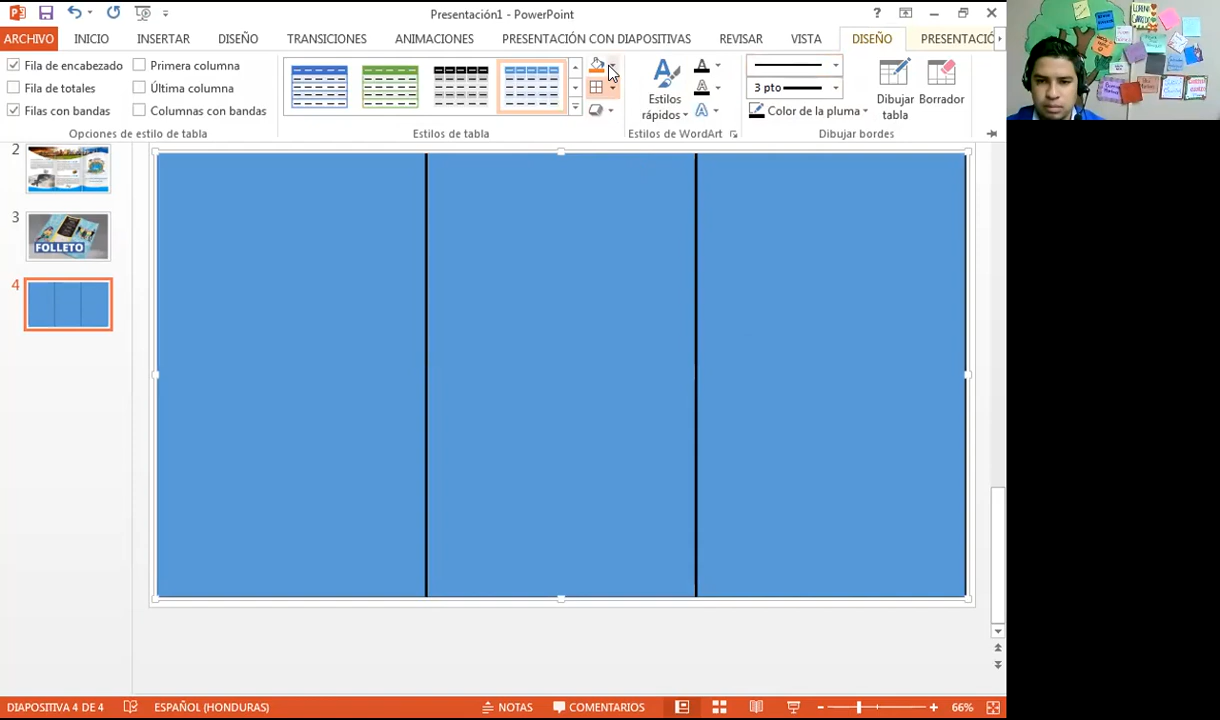 Presentación1 - PowerPoint
ARCHIVO INICIO INSERTAR DISEÑO TRANSICIONES ANIMACIONES PRESENTACIÓN CON DIAPOSITIVAS REVISAR VISTA DISEÑO PRESENTACIÓ
Fila de encabezado Primera columna
Fila de totales Última columna
Filas con bandas Columnas con bandas
Opciones de estilo de tabla
Estilos de tabla
Estilos
rápidos
Estilos de WordArt
3 pto
Color de la pluma
Dibujar
tabla
Borrador
Dibujar bordes
2
3
FOLLETO
4
DIAPOSITIVA 4 DE 4 ESPAÑOL (HONDURAS) NOTAS COMENTARIOS 66%